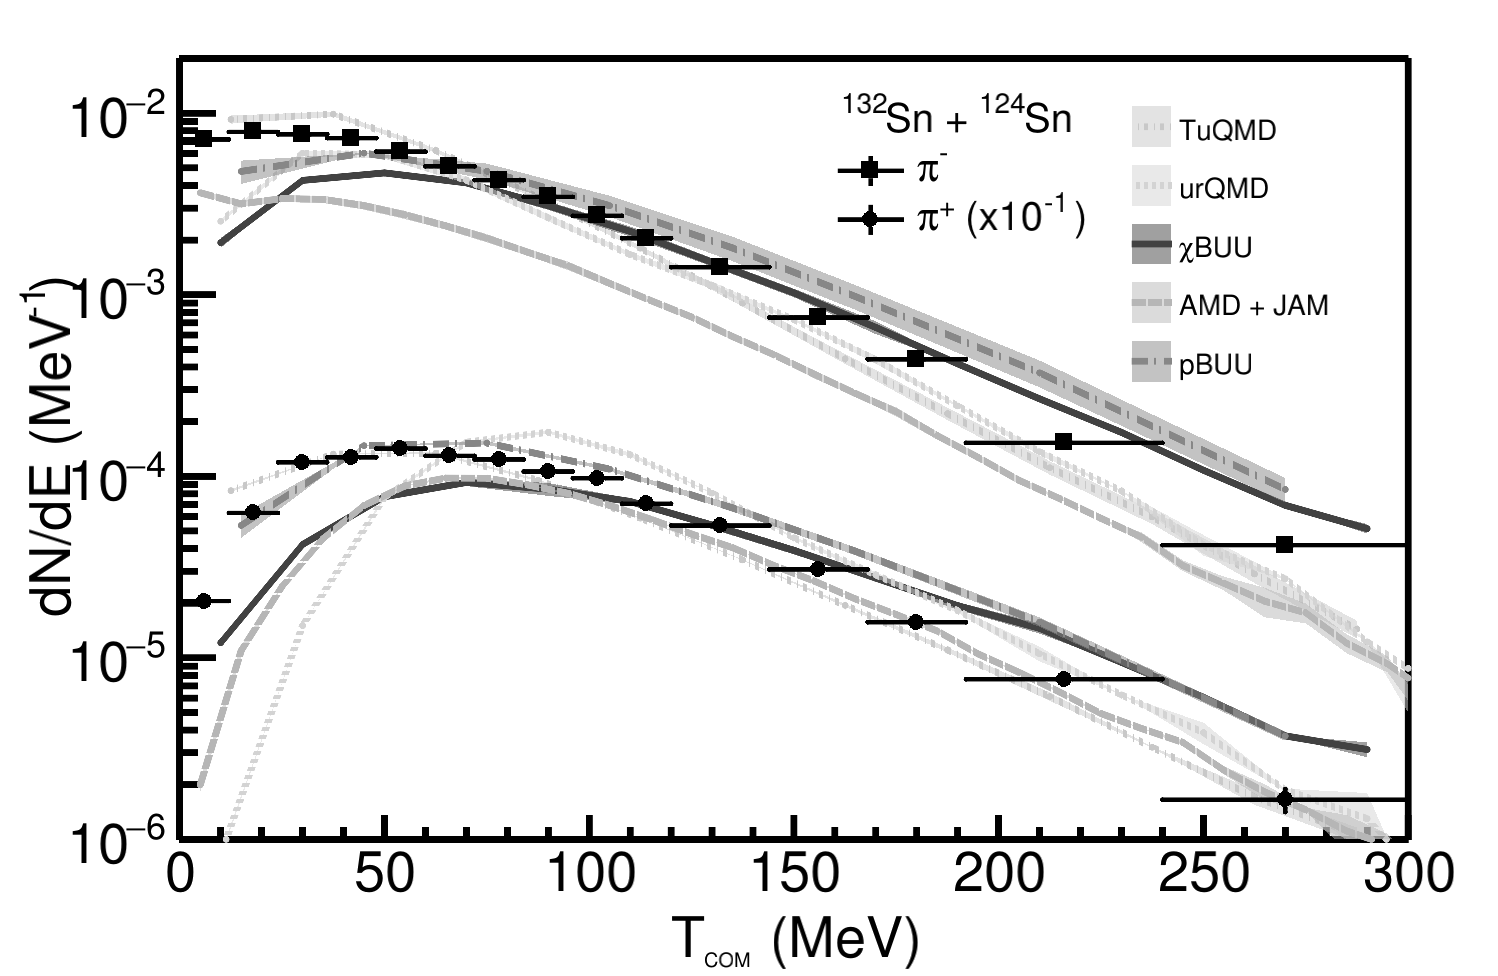 dN/dE (MeV⁻¹)
10⁻²
10⁻³
10⁻⁴
10⁻⁵
10⁻⁶
¹³²Sn + ¹²⁴Sn
π⁻
π⁺ (x10⁻¹)
TuQMD
urQMD
χBUU
AMD + JAM
pBUU
0 50 100 150 200 250 300
T_COM (MeV)